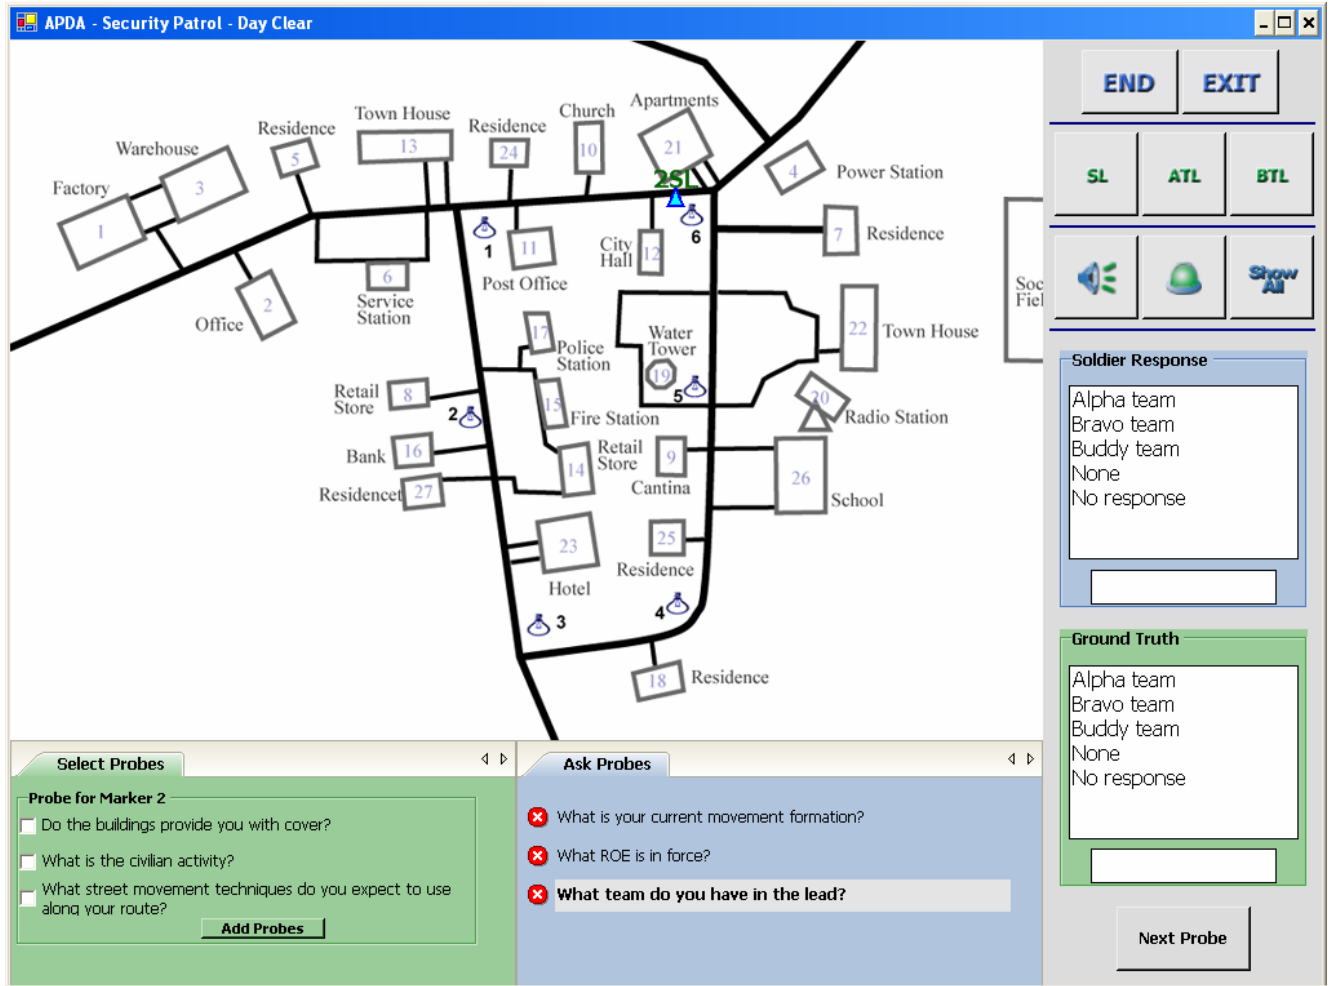 APDA - Security Patrol - Day Clear
END
EXIT
SL
ATL
BTL
Show
All
Apartments
Church
Town House
Residence
Residence
Warehouse
Factory
Power Station
Residence
13
24
10
21
5
3
4
1
2SL
7
6
1
11
12
City
Hall
Post Office
6
Service
Station
2
Office
Soc
Fiel
17
Police
Station
Water
Tower
19
22
Town House
5
20
Radio Station
Retail
Store
8
15
Fire Station
2
Bank
16
Retail
Store
14
9
Cantina
26
School
Residencet
27
23
Hotel
25
Residence
3
4
18
Residence
Soldier Response
Alpha team
Bravo team
Buddy team
None
No response
Ground Truth
Alpha team
Bravo team
Buddy team
None
No response
Next Probe
Select Probes
Probe for Marker 2
Do the buildings provide you with cover?
What is the civilian activity?
What street movement techniques do you expect to use
along your route?
Add Probes
Ask Probes
What is your current movement formation?
What ROE is in force?
What team do you have in the lead?